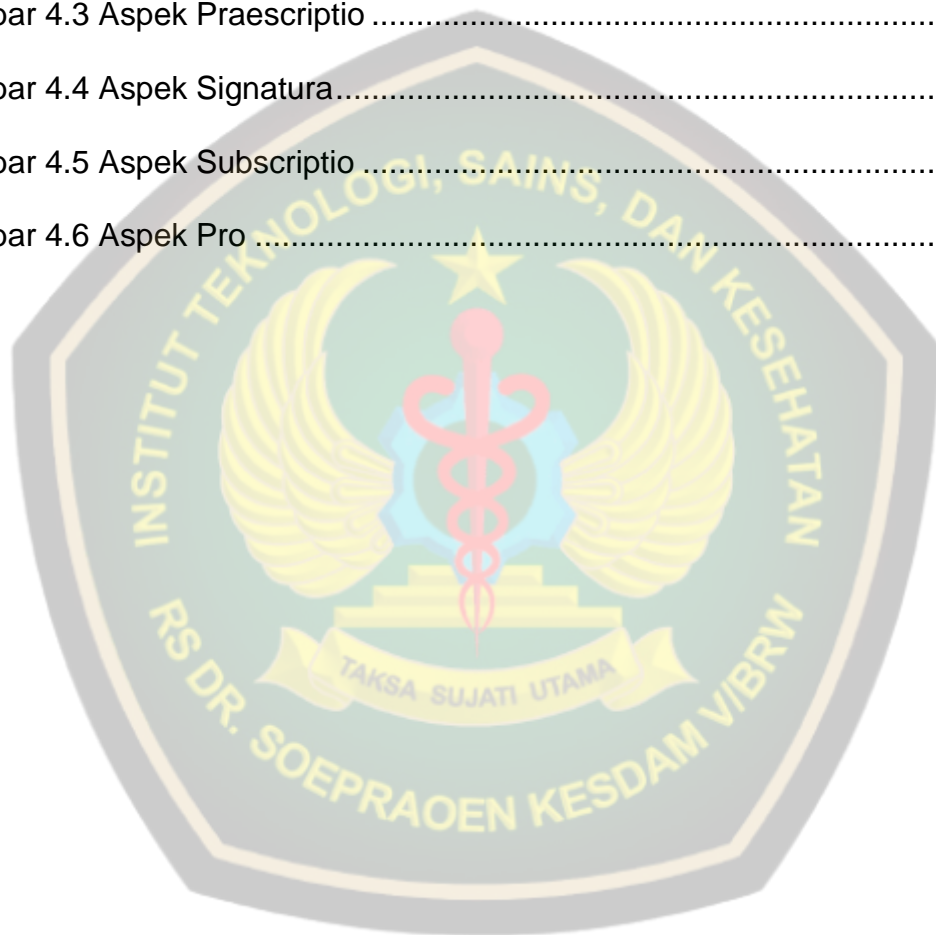 bar 4.3 Aspek Praescriptio
bar 4.4 Aspek Signatura
bar 4.5 Aspek Subscriptio
bar 4.6 Aspek Pro
INSTITUT TEKNOLOGI, SAINS, DAN KESEHATAN
TAKSA SUJATI UTAMA
RS DR. SOEPRAOEN KESDAM V/BRW